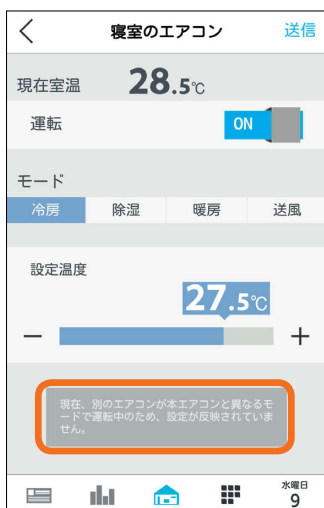 寝室のエアコン 送信
現在室温 28.5℃
運転 ON
モード
冷房 除湿 暖房 送風
設定温度
27.5℃
− +
現在、別のエアコンが本エアコンと異なるモ
ードで運転中のため、設定が反映されていま
せん。
水曜日
9